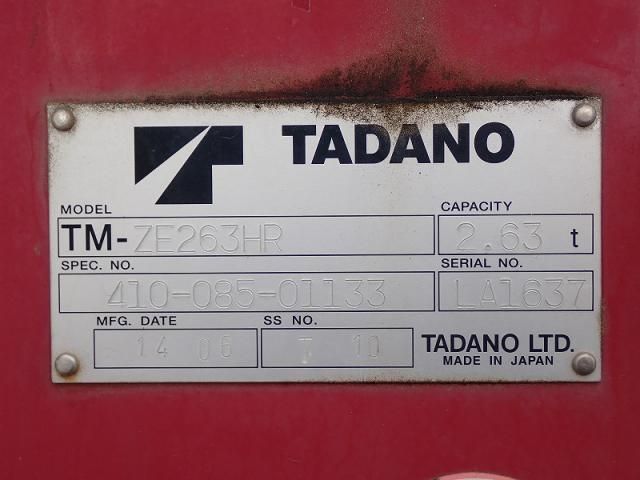 TADANO
MODEL
TM-ZE263HR
CAPACITY
2.63 t
SPEC. NO.
410-085-01133
SERIAL NO.
LA1637
MFG. DATE
14 06
SS NO.
T 10
TADANO LTD.
MADE IN JAPAN